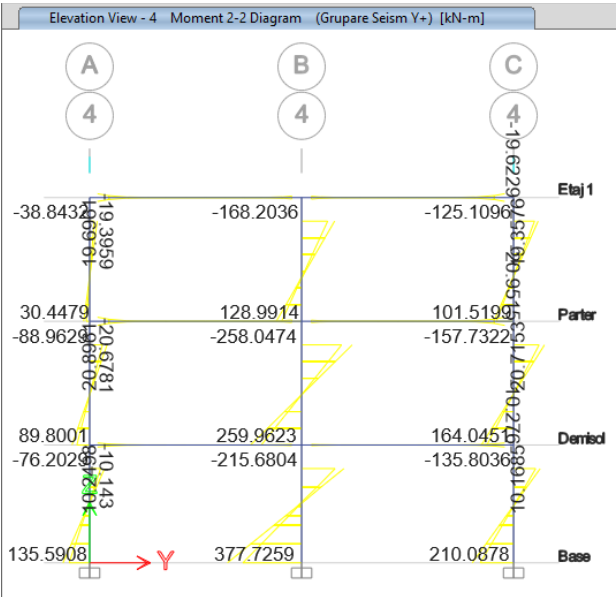 Elevation View - 4 Moment 2-2 Diagram (Grupare Seism Y+) [kN-m]
A B C
4 4 4
Etaj 1
-38.8432 -168.2036 -125.1096
-19.3959
30.4479 128.9914 101.5199 Parter
-88.9629 -258.0474 -157.7322
-20.6781
89.8001 259.9623 164.0451 Demisol
-76.2029 -215.6804 -135.8036
-10.143
135.5908 377.7259 210.0878 Base
Y